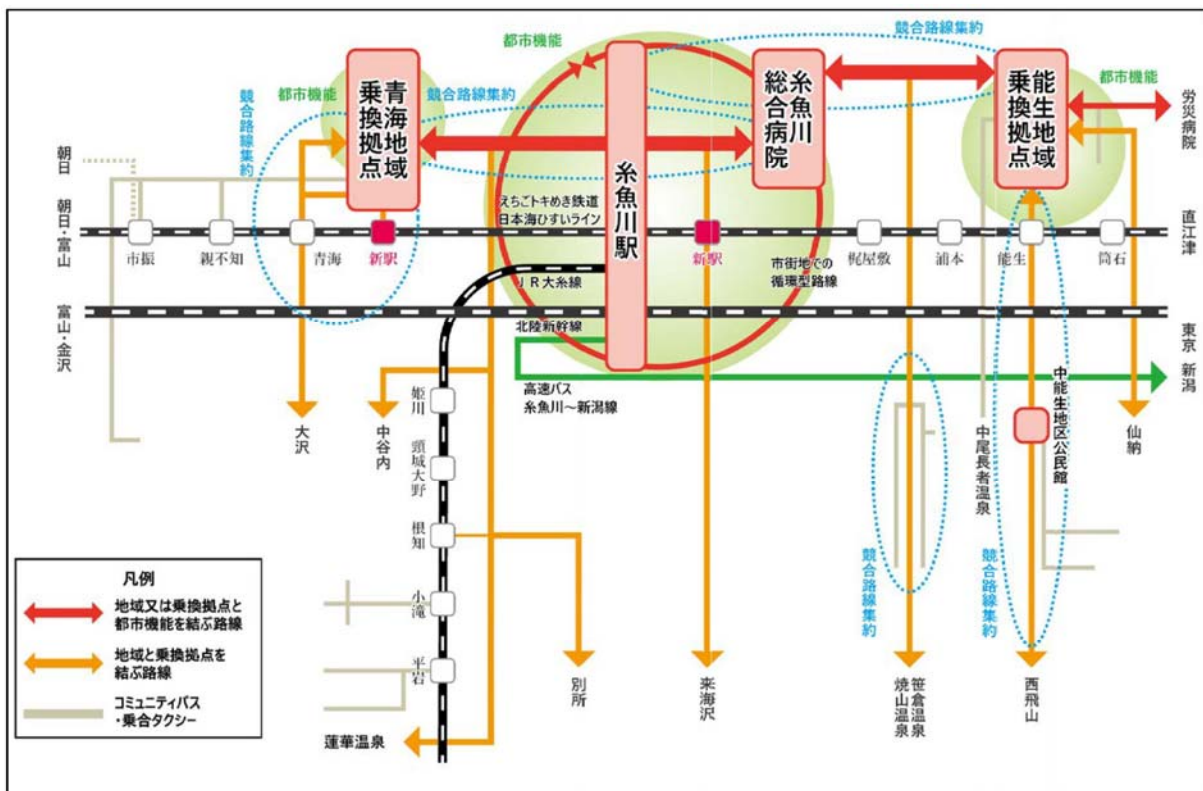 都市機能
競合路線集約
青海地域
乗換拠点
糸魚川駅
糸魚川
総合病院
能生地域
乗換拠点
都市機能
競合路線集約
都市機能
競合路線集約
労災病院
朝日
朝日・富山
えちごトキめき鉄道
日本海ひすいライン
直江津
市振
親不知
青海
新駅
新駅
梶屋敷
浦本
能生
筒石
市街地での
循環型路線
JR大糸線
富山・金沢
北陸新幹線
東京
新潟
高速バス
糸魚川～新潟線
姫川
頸城大野
根知
小滝
平岩
大沢
中谷内
中尾長者温泉
中能生地区公民館
仙納
競合路線集約
競合路線集約
別所
来海沢
笹倉温泉
焼山温泉
西飛山
蓮華温泉
凡例
地域又は乗換拠点と
都市機能を結ぶ路線
地域と乗換拠点を
結ぶ路線
コミュニティバス
・乗合タクシー